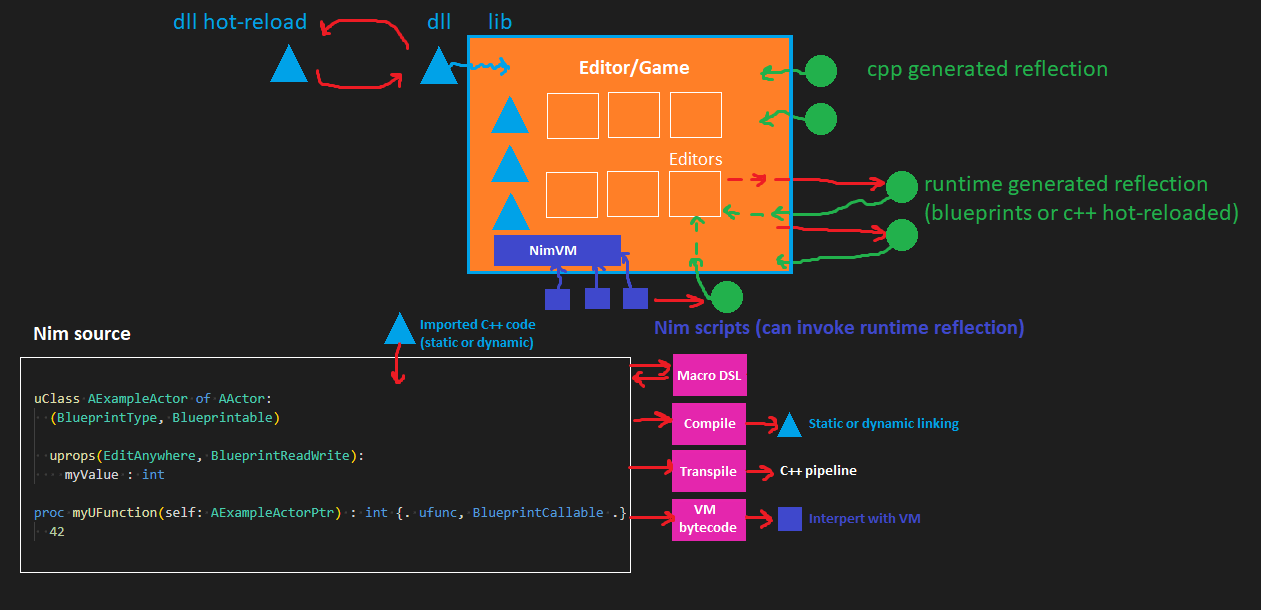 dll hot-reload
dll
lib
Editor/Game
cpp generated reflection
Editors
runtime generated reflection
(blueprints or c++ hot-reloaded)
NimVM
Nim scripts (can invoke runtime reflection)
Nim source
Imported C++ code
(static or dynamic)
uClass AExampleActor of AActor:
(BlueprintType, Blueprintable)
uprops(EditAnywhere, BlueprintReadWrite):
myValue : int
proc myUFunction(self: AExampleActorPtr) : int {. ufunc, BlueprintCallable .}
42
Macro DSL
Compile
Static or dynamic linking
Transpile
C++ pipeline
VM
bytecode
Interpert with VM